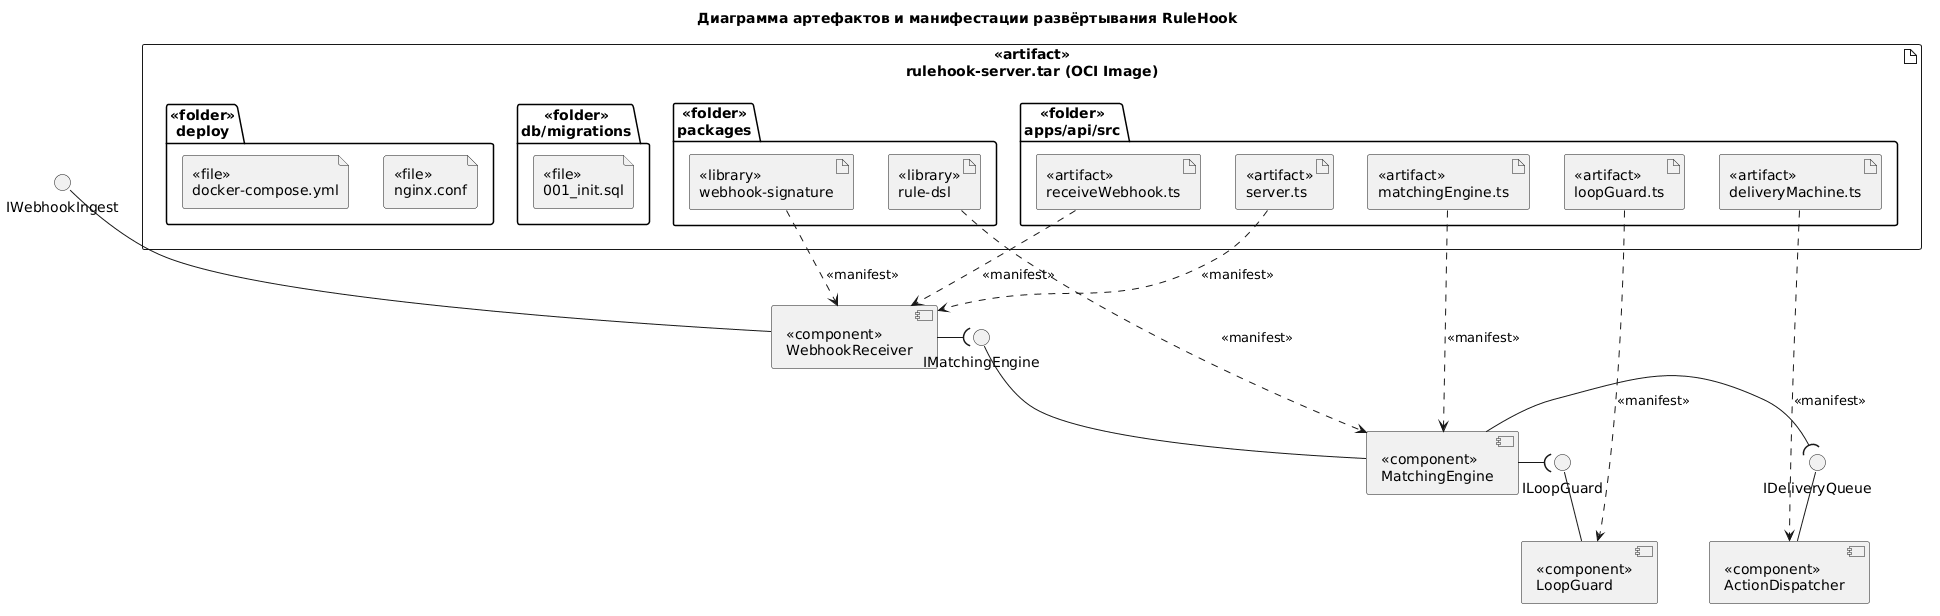 Диаграмма артефактов и манифестации развёртывания RuleHook
«artifact»
rulehook-server.tar (OCI Image)
«folder»
deploy
«file»
docker-compose.yml
«file»
nginx.conf
«folder»
db/migrations
«file»
001_init.sql
«folder»
packages
«library»
webhook-signature
«library»
rule-dsl
«folder»
apps/api/src
«artifact»
receiveWebhook.ts
«artifact»
server.ts
«artifact»
matchingEngine.ts
«artifact»
loopGuard.ts
«artifact»
deliveryMachine.ts
IWebhookIngest
«manifest»
«manifest»
«manifest»
«component»
WebhookReceiver
IMatchingEngine
«manifest»
«manifest»
«manifest»
«manifest»
«component»
MatchingEngine
ILoopGuard
IDeliveryQueue
«component»
LoopGuard
«component»
ActionDispatcher